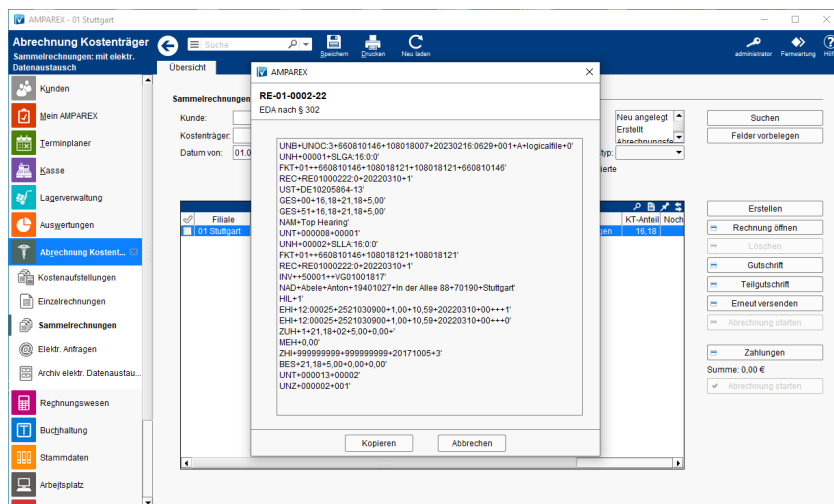 AMPAREX - 01 Stuttgart
Abrechnung Kostenträger
Sammelrechnungen: mit elektr.
Datenaustausch
Suche
Speichern
Drucken
Neu laden
administrator
Fernwartung
Hilf
Übersicht
Kunden
Mein AMPAREX
Terminplaner
Kasse
Lagerverwaltung
Auswertungen
Abrechnung Kostent...
Kostenaufstellungen
Einzelrechnungen
Sammelrechnungen
Elektr. Anfragen
Archiv elektr. Datenaustau...
Rechnungswesen
Buchhaltung
Stammdaten
Arbeitsplatz
Sammelrechnungen
Kunde:
Kostenträger:
Datum von: 01.0
Neu angelegt
Erstellt
Abrechnungsfe
typ:
ierte
Filiale
KT-Anteil Noch
01 Stuttgart
gen 16,18
AMPAREX
RE-01-0002-22
EDA nach § 302
UNB+UNOC:3+660810146+108018007+20230216:0629+001+A+logicalfile+0'
UNH+00001+SLGA:16:0:0'
FKT+01++660810146+108018121+108018121+660810146'
REC+RE01000222:0+20220310+1'
UST+DE10205864-13'
GES+00+16,18+21,18+5,00'
GES+51+16,18+21,18+5,00'
NAM+Top Hearing'
UNT+000008+00001'
UNH+00002+SLLA:16:0:0'
FKT+01++660810146+108018121+108018121'
REC+RE01000222:0+20220310+1'
INV++50001++VG01001817'
NAD+Abele+Anton+19401027+In der Allee 88+70190+Stuttgart'
HIL+1'
EHI+12:00025+2521030900+1,00+10,59+20220310+00+++1'
EHI+12:00025+2521030900+1,00+10,59+20220310+00+++0'
ZUH+1+21,18+02+5,00+0,00+'
MEH+0,00'
ZHI+999999999+999999999+20171005+3'
BES+21,18+5,00+0,00+0,00'
UNT+000013+00002'
UNZ+000002+001'
Kopieren
Abbrechen
Suchen
Felder vorbelegen
Erstellen
Rechnung öffnen
Löschen
Gutschrift
Teilgutschrift
Erneut versenden
Abrechnung starten
Zahlungen
Summe: 0,00 €
Abrechnung starten